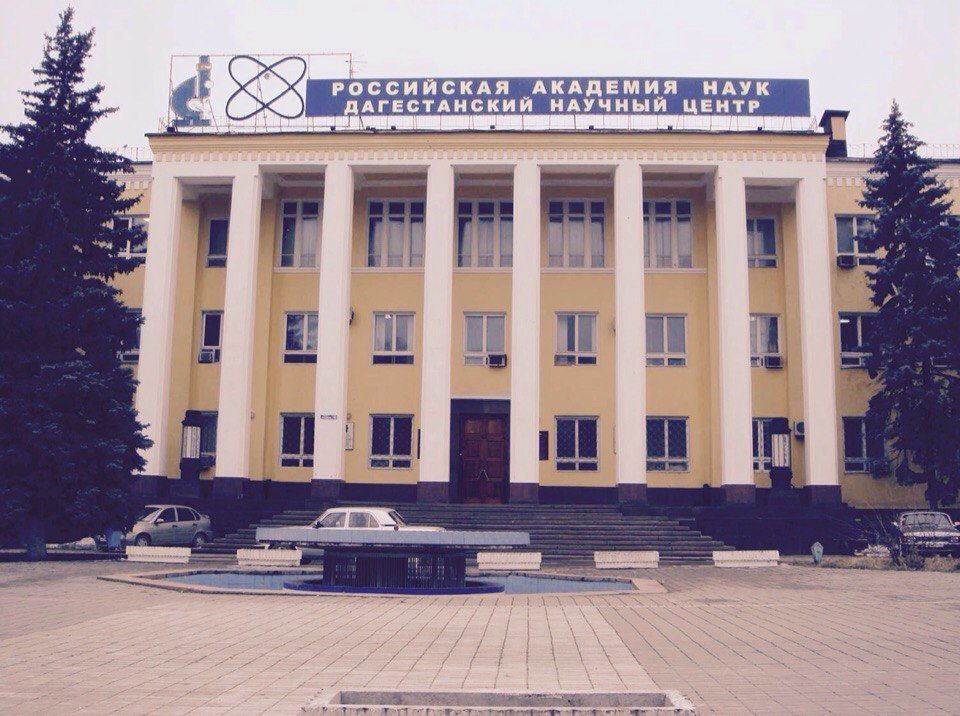 РОССИЙСКАЯ АКАДЕМИЯ НАУК
ДАГЕСТАНСКИЙ НАУЧНЫЙ ЦЕНТР